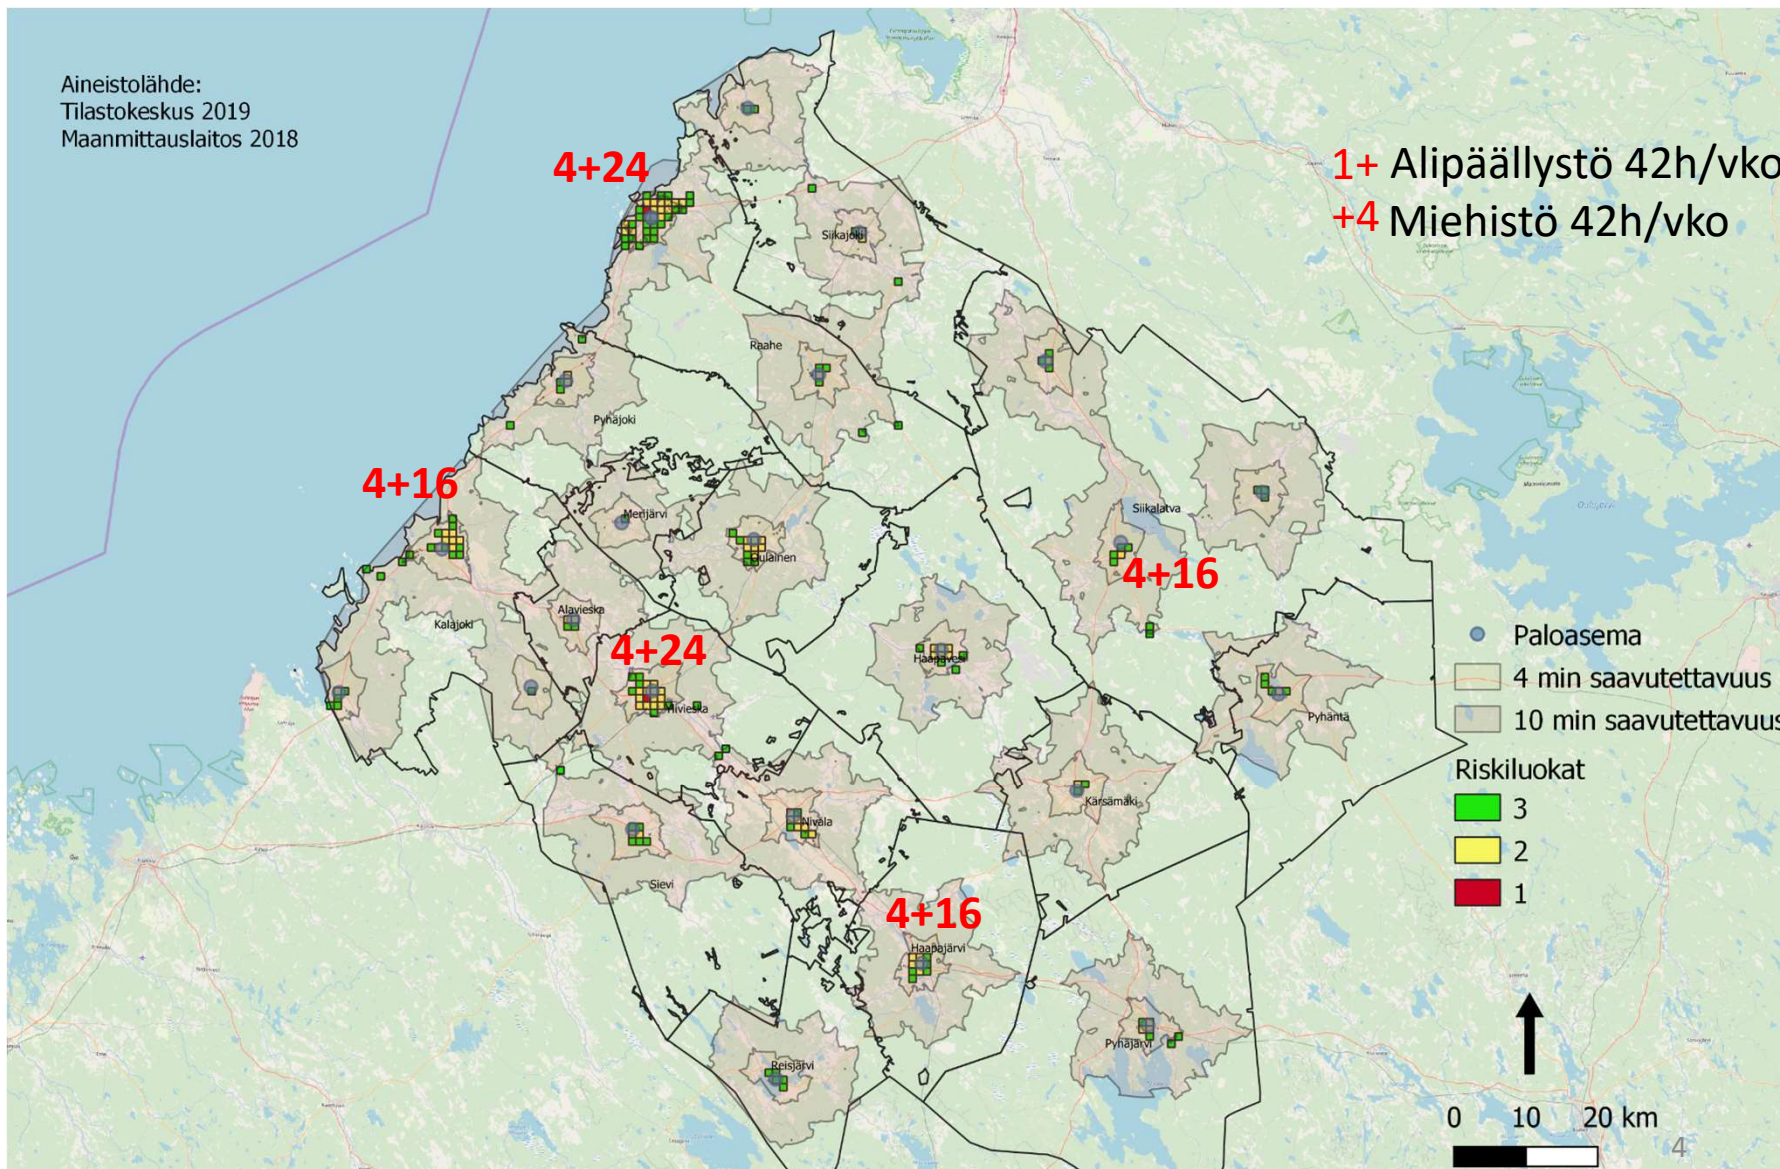 Aineistolähde:
Tilastokeskus 2019
Maanmittauslaitos 2018
4+24
1+ Alipäällystö 42h/vko
+4 Miehistö 42h/vko
Siikajoki
Raahe
Pyhäjoki
4+16
Merijärvi
Siikalatva
Oulainen
4+16
Alavieska
Kalajoki
4+24
Haapavesi
Ylivieska
Pyhäntä
Paloasema
4 min saavutettavuus
10 min saavutettavuus
Riskiluokat
3
2
1
Kärsämäki
Nivala
Sievi
4+16
Haapajärvi
Pyhäjärvi
Reisjärvi
0 10 20 km
4